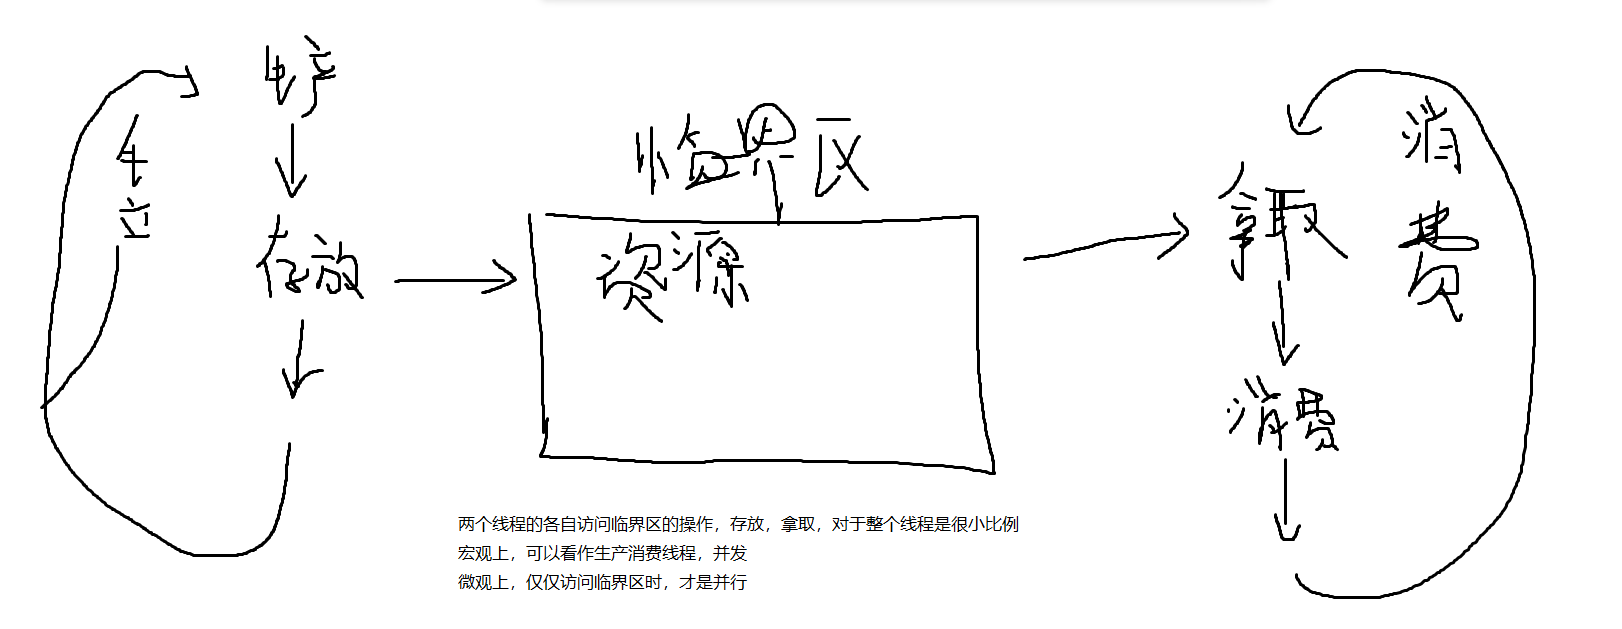 生产
存放
生
产
临界区
资源
拿取
消费
消
费
两个线程的各自访问临界区的操作，存放，拿取，对于整个线程是很小比例
宏观上，可以看作生产消费线程，并发
微观上，仅仅访问临界区时，才是并行